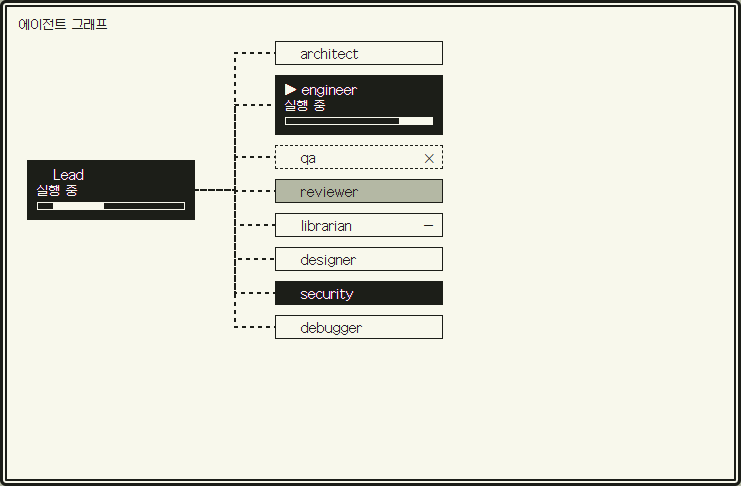 에이전트 그래프
architect
▶ engineer
실행 중
qa ×
Lead
실행 중
reviewer
librarian –
designer
security
debugger